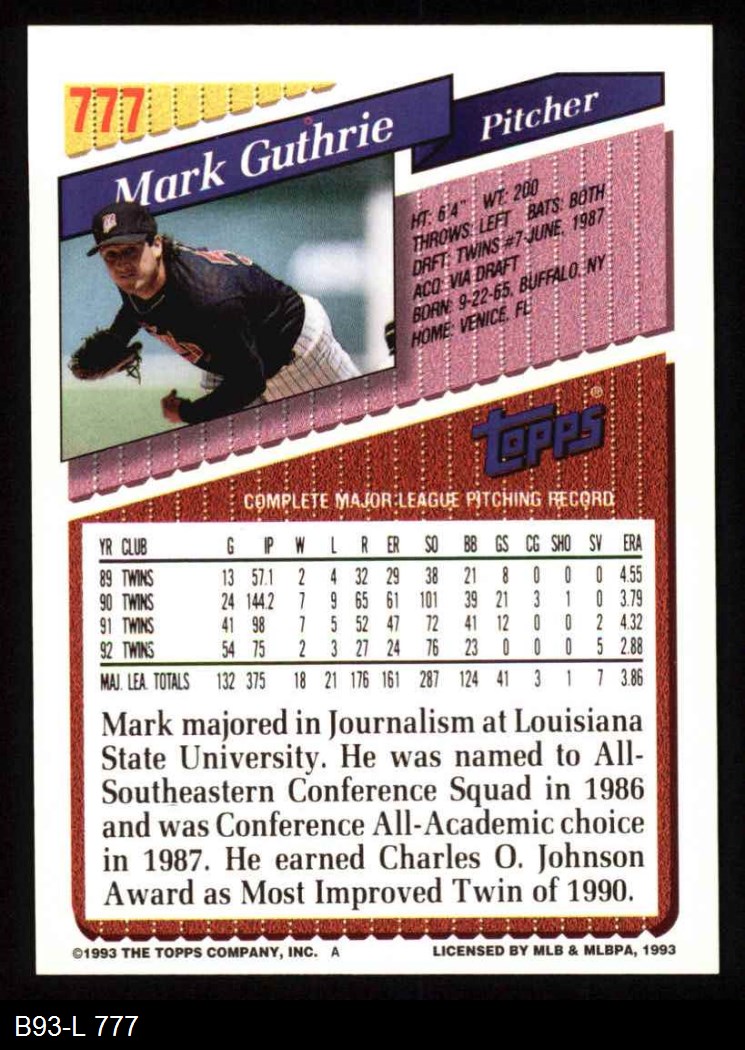 777
Mark Guthrie
Pitcher
HT: 6'4" WT: 200
THROWS: LEFT BATS: BOTH
DRFT: TWINS #7-JUNE, 1987
ACQ: VIA DRAFT
BORN: 9-22-65, BUFFALO, NY
HOME: VENICE, FL
topps®
COMPLETE MAJOR LEAGUE PITCHING RECORD
YR CLUB G IP W L R ER SO BB GS CG SHO SV ERA
89 TWINS 13 57.1 2 4 32 29 38 21 8 0 0 0 4.55
90 TWINS 24 144.2 7 9 65 61 101 39 21 3 1 0 3.79
91 TWINS 41 98 7 5 52 47 72 41 12 0 0 2 4.32
92 TWINS 54 75 2 3 27 24 76 23 0 0 0 5 2.88
MAJ. LEA. TOTALS 132 375 18 21 176 161 287 124 41 3 1 7 3.86
Mark majored in Journalism at Louisiana
State University. He was named to All-
Southeastern Conference Squad in 1986
and was Conference All-Academic choice
in 1987. He earned Charles O. Johnson
Award as Most Improved Twin of 1990.
©1993 THE TOPPS COMPANY, INC. A
LICENSED BY MLB & MLBPA, 1993
B93-L 777